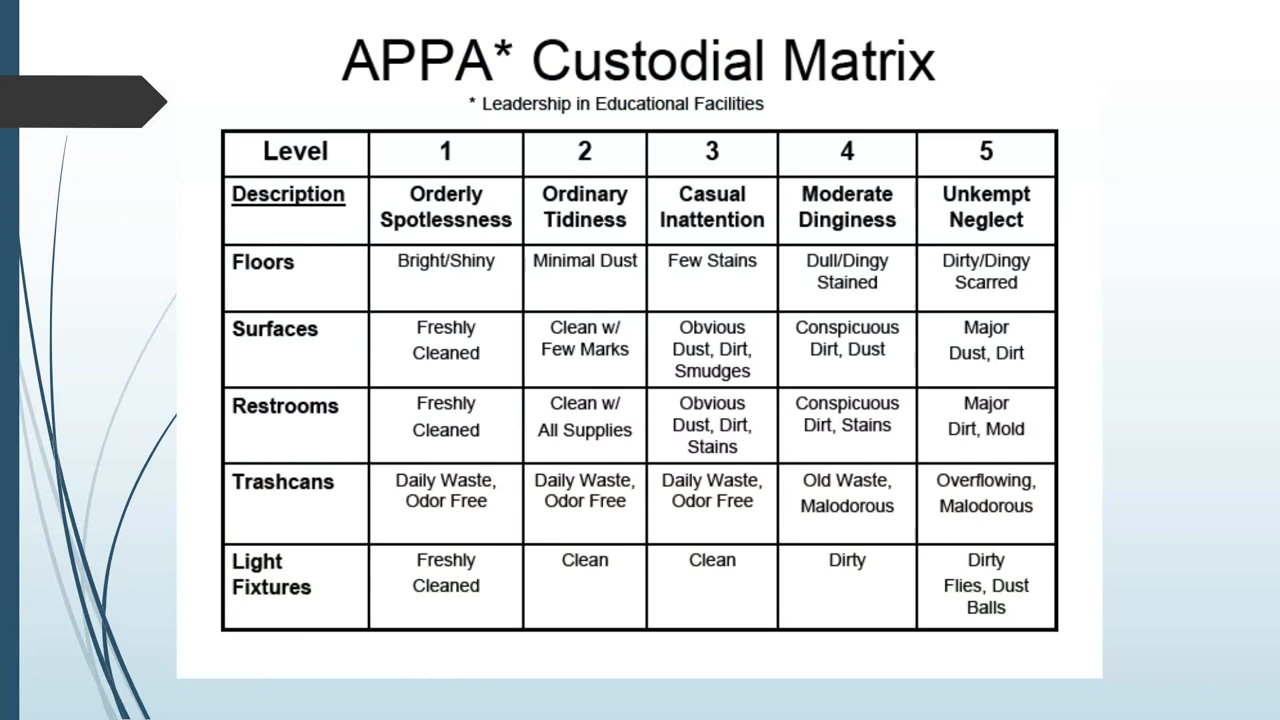 APPA* Custodial Matrix
* Leadership in Educational Facilities
Level 1 2 3 4 5
Description
Orderly
Spotlessness
Ordinary
Tidiness
Casual
Inattention
Moderate
Dinginess
Unkempt
Neglect
Floors
Bright/Shiny
Minimal Dust
Few Stains
Dull/Dingy
Stained
Dirty/Dingy
Scarred
Surfaces
Freshly
Cleaned
Clean w/
Few Marks
Obvious
Dust, Dirt,
Smudges
Conspicuous
Dirt, Dust
Major
Dust, Dirt
Restrooms
Freshly
Cleaned
Clean w/
All Supplies
Obvious
Dust, Dirt,
Stains
Conspicuous
Dirt, Stains
Major
Dirt, Mold
Trashcans
Daily Waste,
Odor Free
Daily Waste,
Odor Free
Daily Waste,
Odor Free
Old Waste,
Malodorous
Overflowing,
Malodorous
Light
Fixtures
Freshly
Cleaned
Clean
Clean
Dirty
Dirty
Flies, Dust
Balls